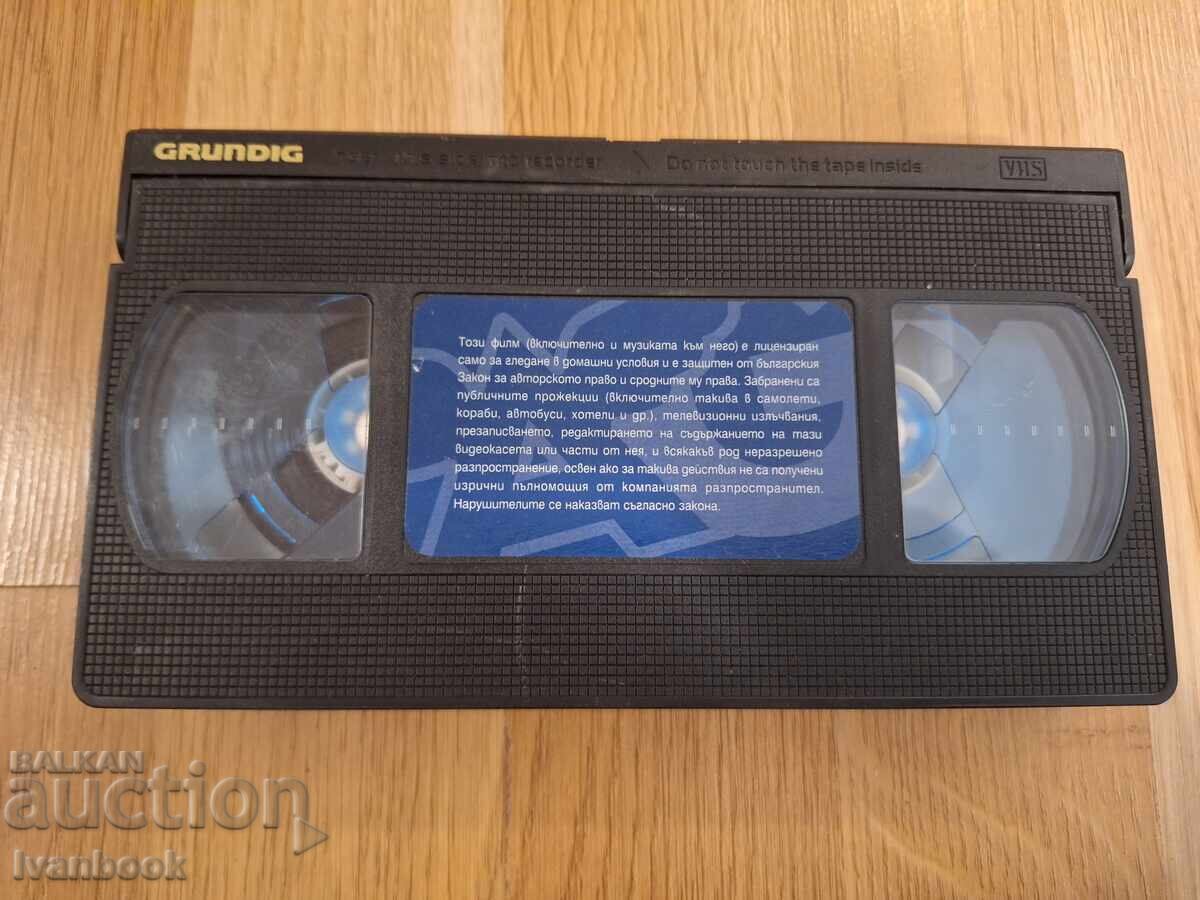 GRUNDIG
this side into recorder Do not touch the tape inside
VHS
Този филм (включително и музиката към него) е лицензиран
само за гледане в домашни условия и е защитен от българския
Закон за авторското право и сродните му права. Забранени са
публичните прожекции (включително такива в самолети,
кораби, автобуси, хотели и др.), телевизионни излъчвания,
презаписването, редактирането на съдържанието на тази
видеокасета или части от нея, и всякакъв род неразрешено
разпространение, освен ако за такива действия не са получени
изрични пълномощия от компанията разпространител.
Нарушителите се наказват съгласно закона.
BALKAN
auction
Ivanbook